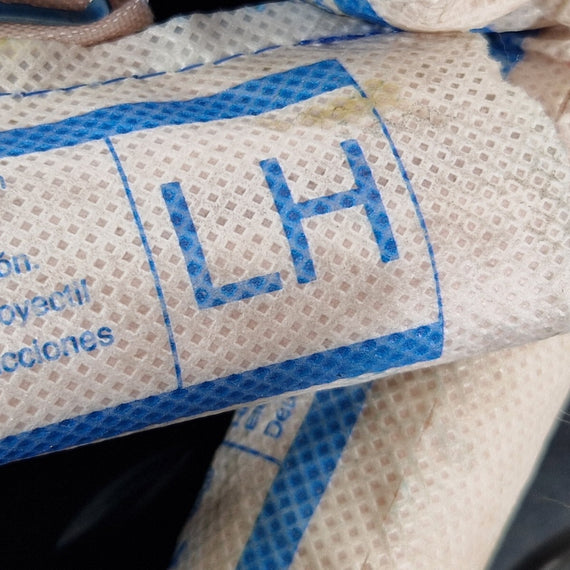 ón.
oyectil
cciones
LH